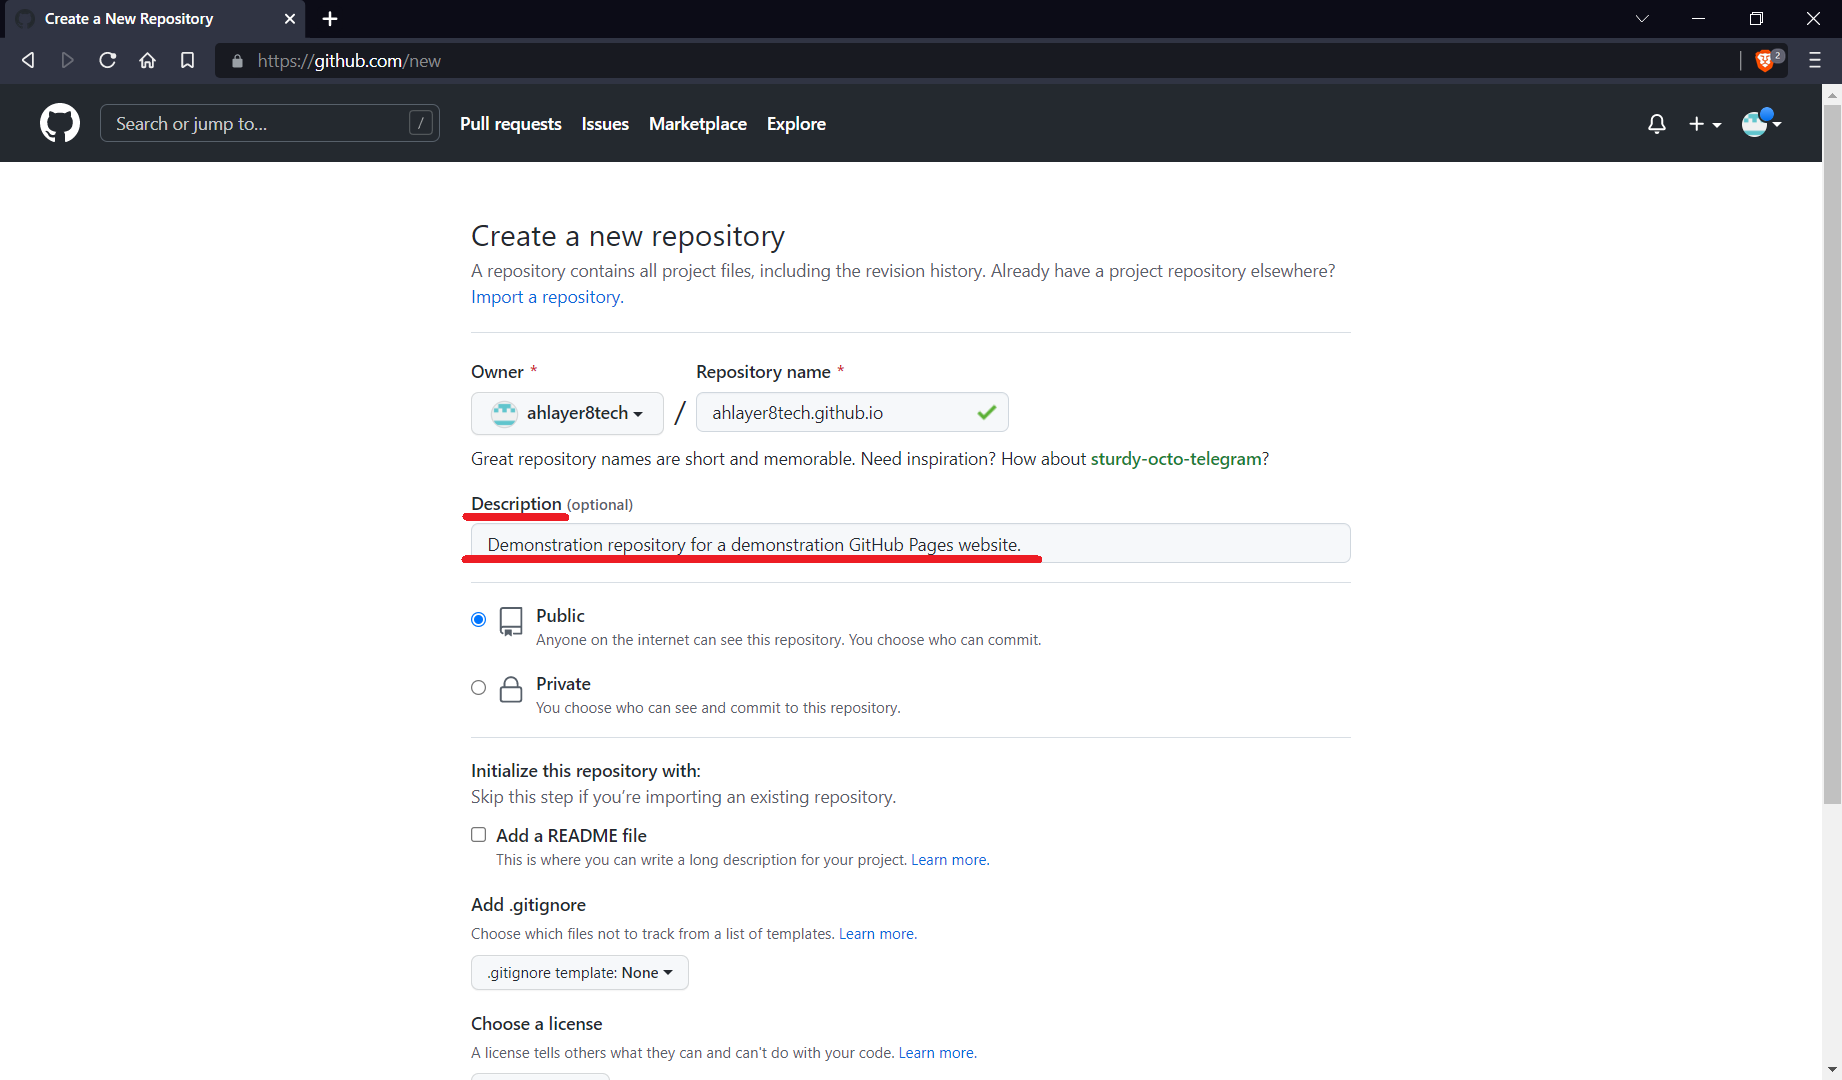 Create a New Repository
https://github.com/new
2
Search or jump to... /
Pull requests
Issues
Marketplace
Explore
Create a new repository
A repository contains all project files, including the revision history. Already have a project repository elsewhere?
Import a repository.
Owner *
Repository name *
ahlayer8tech
/
ahlayer8tech.github.io
Great repository names are short and memorable. Need inspiration? How about sturdy-octo-telegram?
Description (optional)
Demonstration repository for a demonstration GitHub Pages website.
Public
Anyone on the internet can see this repository. You choose who can commit.
Private
You choose who can see and commit to this repository.
Initialize this repository with:
Skip this step if you’re importing an existing repository.
Add a README file
This is where you can write a long description for your project. Learn more.
Add .gitignore
Choose which files not to track from a list of templates. Learn more.
.gitignore template: None
Choose a license
A license tells others what they can and can't do with your code. Learn more.